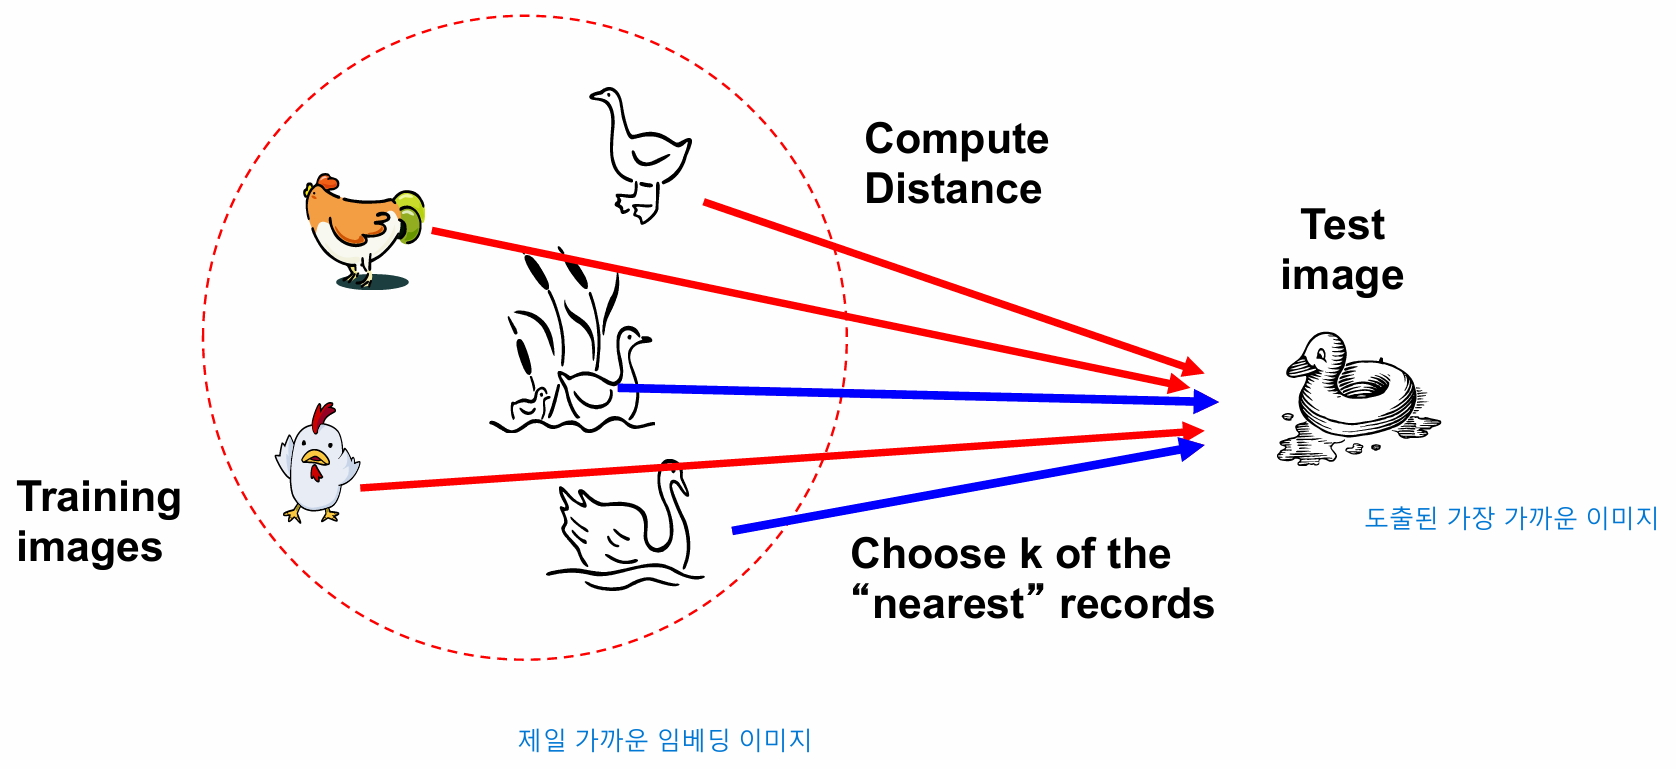 Compute
Distance
Test
image
Training
images
Choose k of the
“nearest” records
도출된 가장 가까운 이미지
제일 가까운 임베딩 이미지